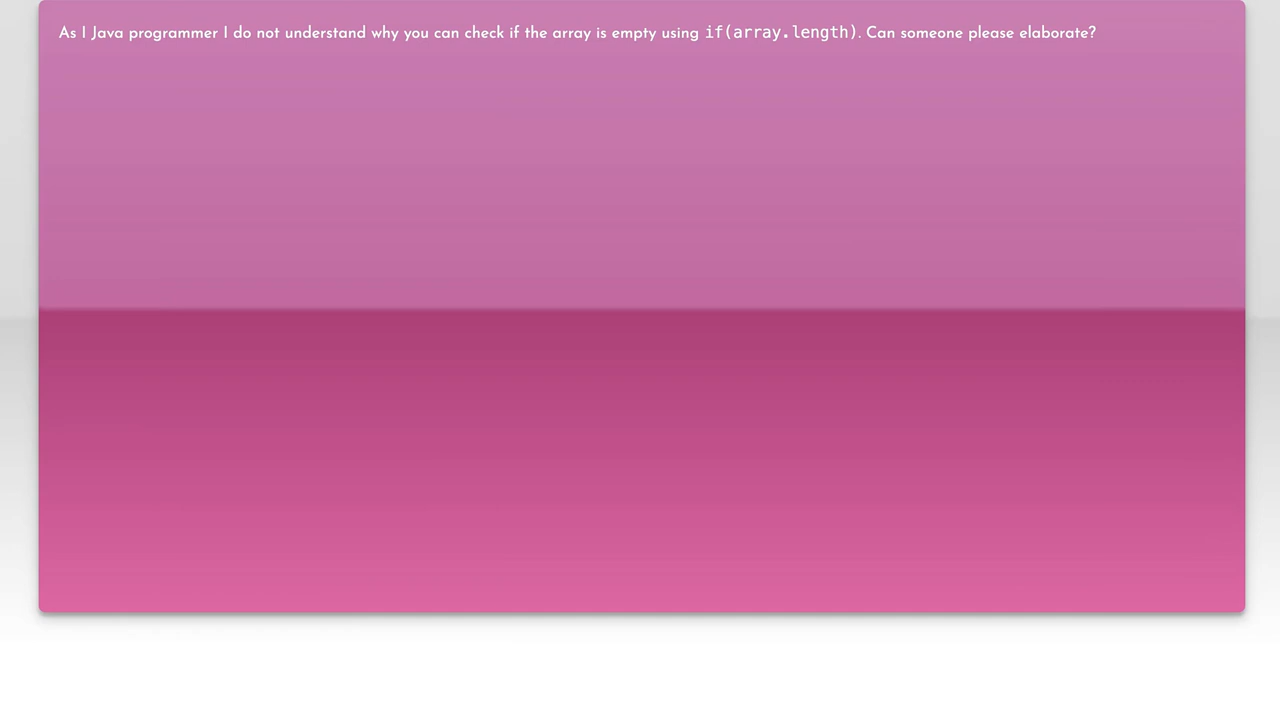 As I Java programmer I do not understand why you can check if the array is empty using if(array.length). Can someone please elaborate?